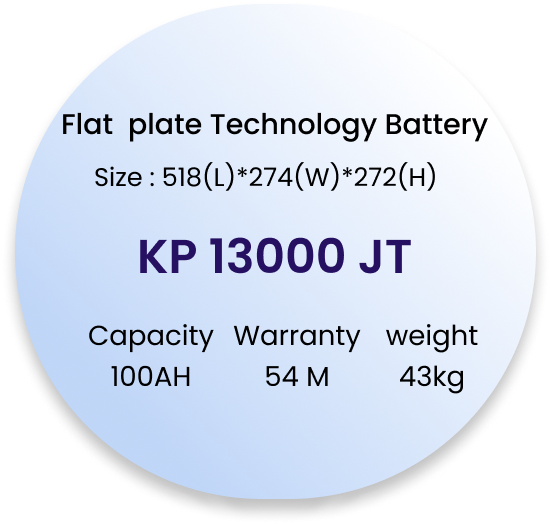 Flat plate Technology Battery
Size : 518(L)*274(W)*272(H)
KP 13000 JT
Capacity Warranty weight
100AH 54 M 43kg